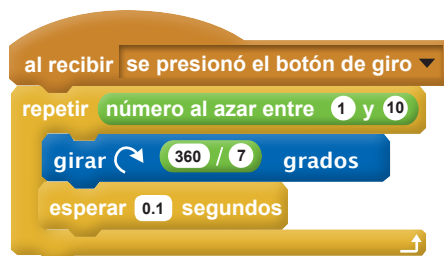 al recibir se presionó el botón de giro
repetir número al azar entre 1 y 10
girar 360 / 7 grados
esperar 0.1 segundos